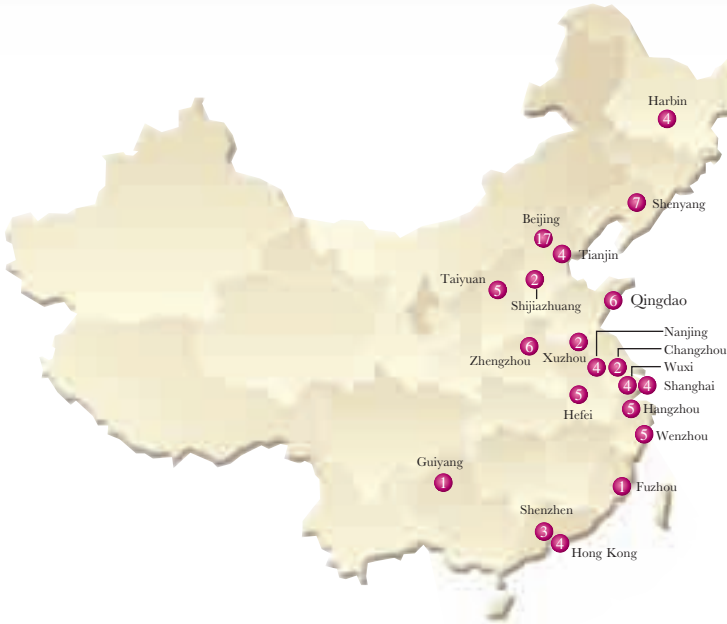 Harbin
4
7 Shenyang
Beijing
17
4 Tianjin
Taiyuan
5
2
Shijiazhuang
6 Qingdao
Nanjing
Changzhou
Wuxi
Zhengzhou
6
Xuzhou
2
4
2
4
4 Shanghai
5
Hefei
5 Hangzhou
5 Wenzhou
Guiyang
1
1 Fuzhou
Shenzhen
3
4
Hong Kong